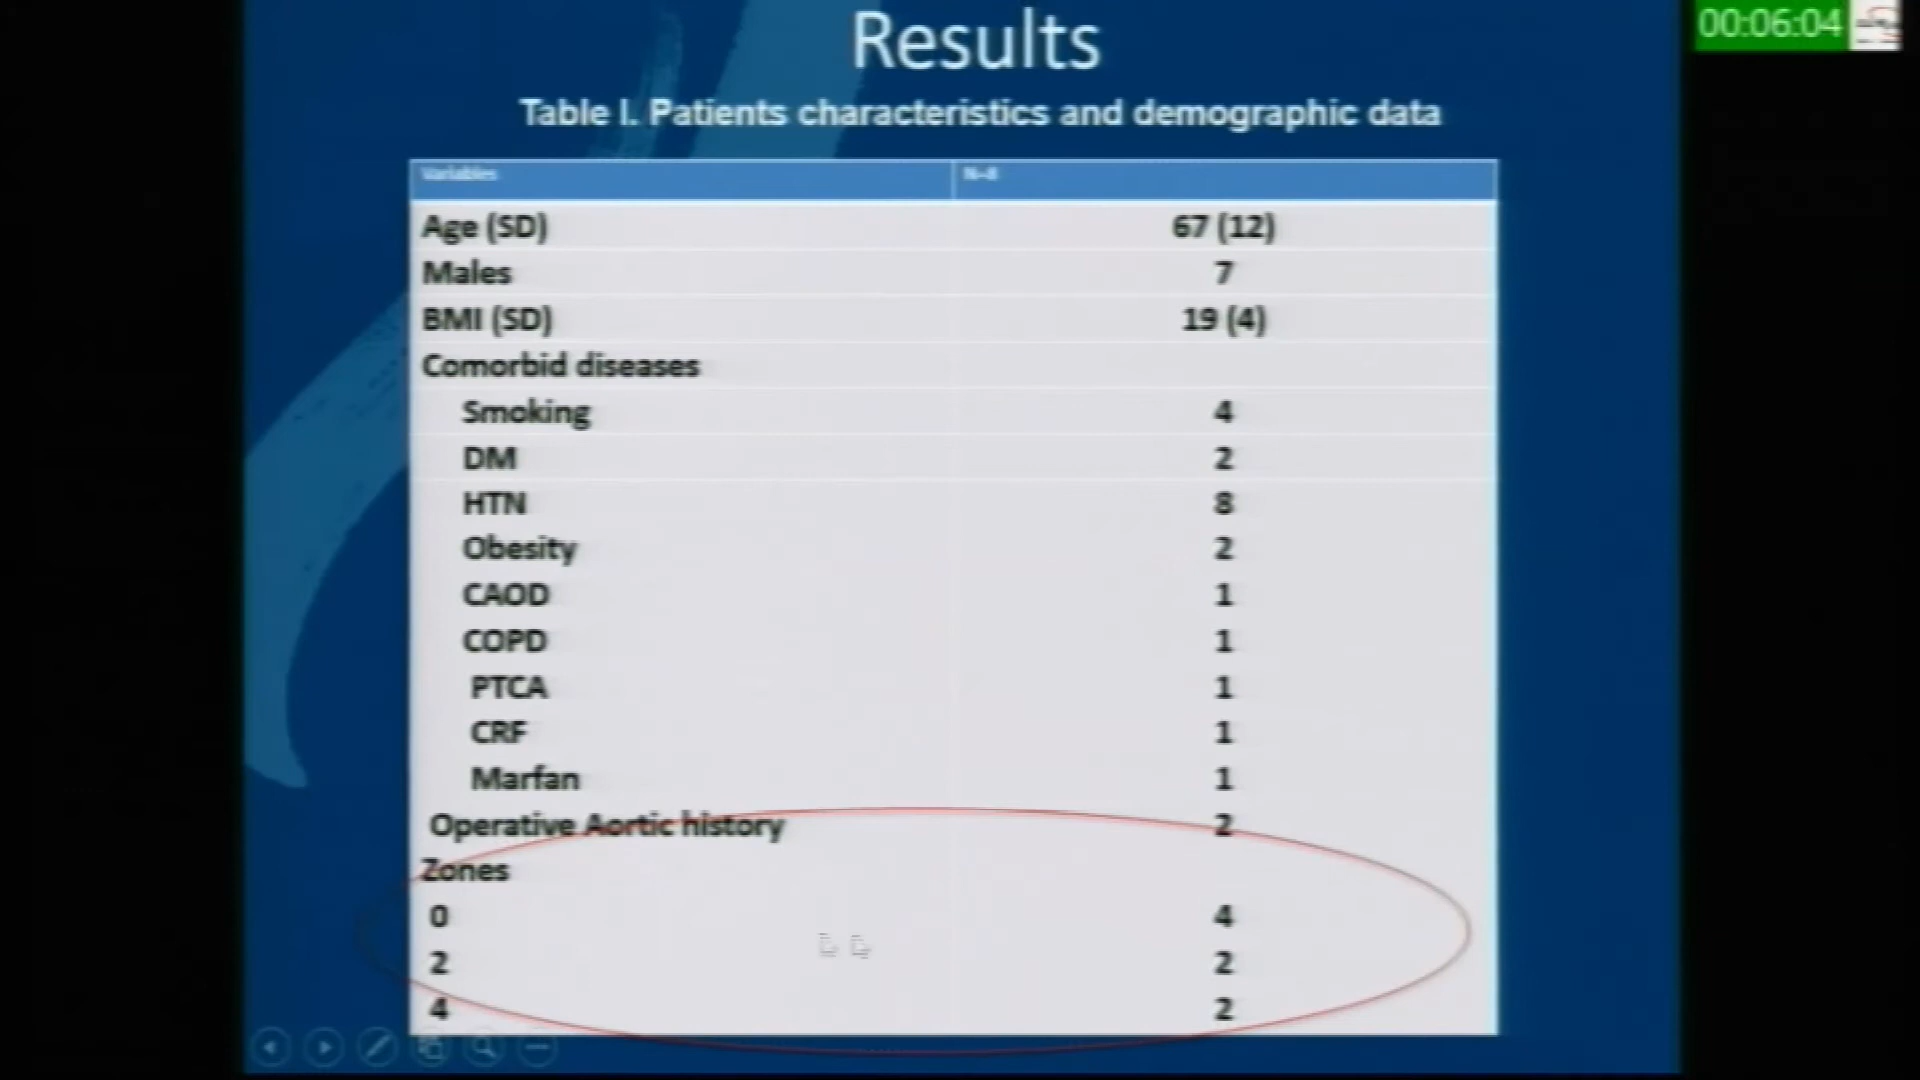 Results
00:06:04
Table I. Patients characteristics and demographic data
Variables N=8
Age (SD) 67 (12)
Males 7
BMI (SD) 19 (4)
Comorbid diseases
Smoking 4
DM 2
HTN 8
Obesity 2
CAOD 1
COPD 1
PTCA 1
CRF 1
Marfan 1
Operative Aortic history 2
Zones
0 4
2 2
4 2